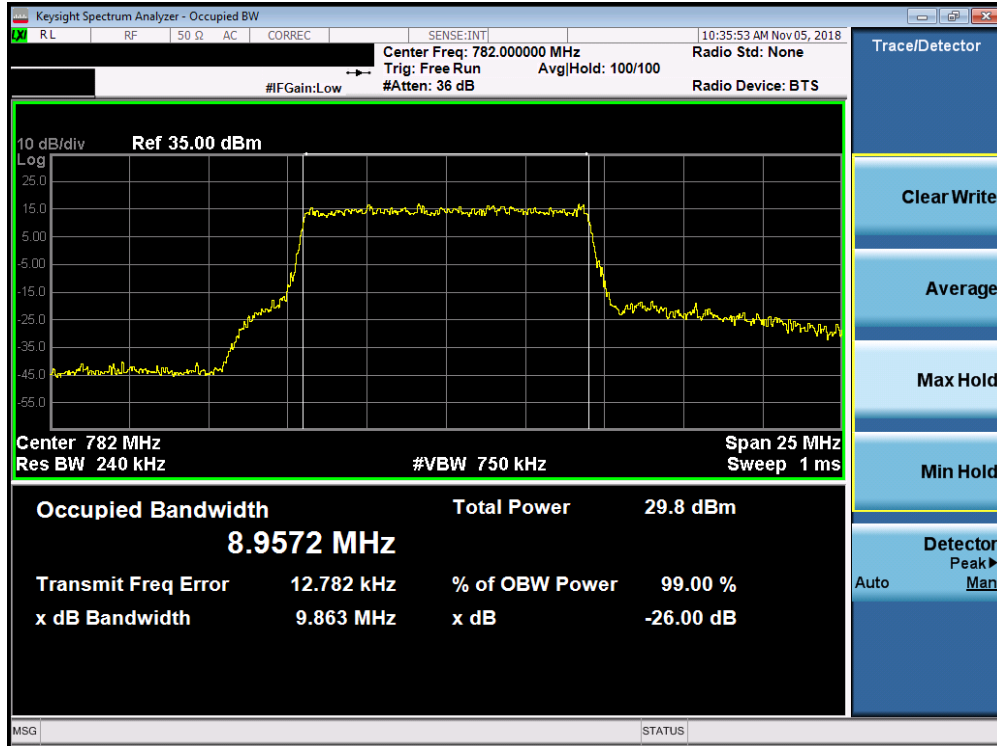 Keysight Spectrum Analyzer - Occupied BW
LXI RL RF 50 Ω AC CORREC SENSE:INT 10:35:53 AM Nov 05, 2018
Center Freq: 782.000000 MHz Radio Std: None
Trig: Free Run Avg|Hold: 100/100
#IFGain:Low #Atten: 36 dB Radio Device: BTS
10 dB/div Ref 35.00 dBm
Log
25.0
15.0
5.00
-5.00
-15.0
-25.0
-35.0
-45.0
-55.0
Center 782 MHz Span 25 MHz
Res BW 240 kHz #VBW 750 kHz Sweep 1 ms
Occupied Bandwidth Total Power 29.8 dBm
8.9572 MHz
Transmit Freq Error 12.782 kHz % of OBW Power 99.00 %
x dB Bandwidth 9.863 MHz x dB -26.00 dB
MSG STATUS
Trace/Detector
Clear Write
Average
Max Hold
Min Hold
Detector
Peak▶
Auto Man